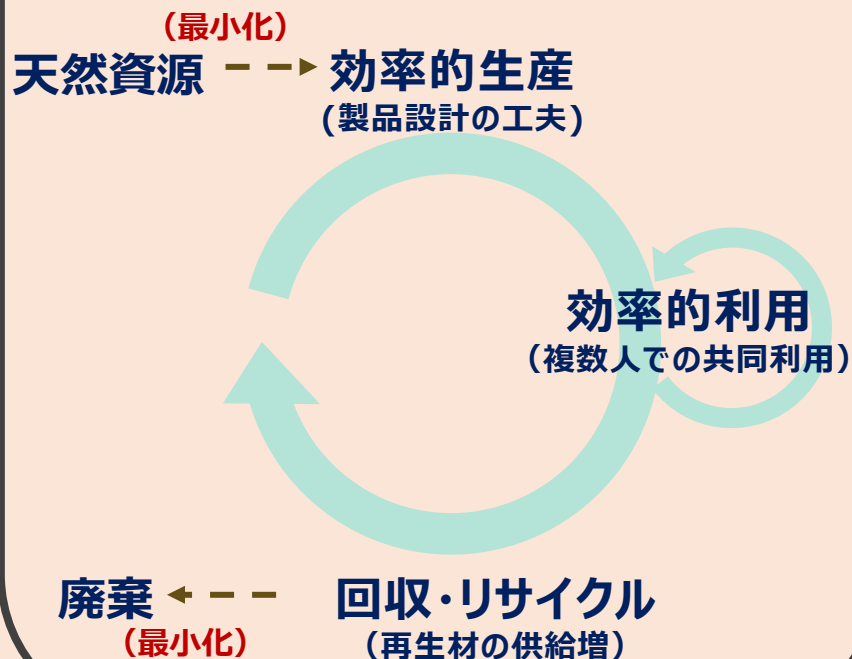 （最小化）
天然資源
効率的生産
(製品設計の工夫)
効率的利用
（複数人での共同利用）
廃棄
（最小化）
回収・リサイクル
（再生材の供給増）